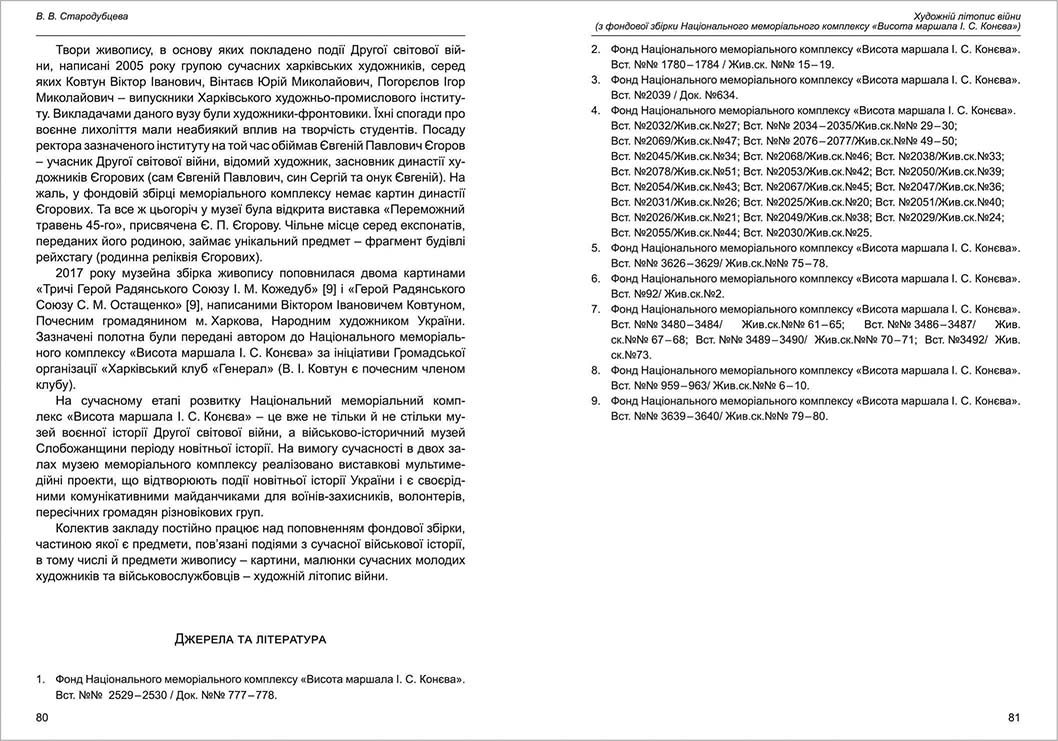 В. В. Стародубцева
Твори живопису, в основу яких покладено події Другої світової вій-
ни, написані 2005 року групою сучасних харківських художників, серед
яких Ковтун Віктор Іванович, Вінтаєв Юрій Миколайович, Погорєлов Ігор
Миколайович – випускники Харківського художньо-промислового інститу-
ту. Викладачами даного вузу були художники-фронтовики. Їхні спогади про
воєнне лихоліття мали неабиякий вплив на творчість студентів. Посаду
ректора зазначеного інституту на той час обіймав Євгеній Павлович Єгоров
– учасник Другої світової війни, відомий художник, засновник династії ху-
дожників Єгорових (сам Євгеній Павлович, син Сергій та онук Євгеній). На
жаль, у фондовій збірці меморіального комплексу немає картин династії
Єгорових. Та все ж цьогоріч у музеї була відкрита виставка «Переможний
травень 45-го», присвячена Є. П. Єгорову. Чільне місце серед експонатів,
переданих його родиною, займає унікальний предмет – фрагмент будівлі
рейхстагу (родинна реліквія Єгорових).
2017 року музейна збірка живопису поповнилася двома картинами
«Тричі Герой Радянського Союзу І. М. Кожедуб» [9] і «Герой Радянського
Союзу С. М. Остащенко» [9], написаними Віктором Івановичем Ковтуном,
Почесним громадянином м. Харкова, Народним художником України.
Зазначені полотна були передані автором до Національного меморіаль-
ного комплексу «Висота маршала І. С. Конєва» за ініціативи Громадської
організації «Харківський клуб «Генерал» (В. І. Ковтун є почесним членом
клубу).
На сучасному етапі розвитку Національний меморіальний комп-
лекс «Висота маршала І. С. Конєва» – це вже не тільки й не стільки му-
зей воєнної історії Другої світової війни, а військово-історичний музей
Слобожанщини періоду новітньої історії. На вимогу сучасності в двох за-
лах музею меморіального комплексу реалізовано виставкові мультиме-
дійні проекти, що відтворюють події новітньої історії України і є своєрід-
ними комунікативними майданчиками для воїнів-захисників, волонтерів,
пересічних громадян різновікових груп.
Колектив закладу постійно працює над поповненням фондової збірки,
частиною якої є предмети, пов’язані подіями з сучасної військової історії,
в тому числі й предмети живопису – картини, малюнки сучасних молодих
художників та військовослужбовців – художній літопис війни.
Джерела та література
1. Фонд Національного меморіального комплексу «Висота маршала І. С. Конєва».
Вст. №№ 2529–2530 / Док. №№ 777–778.
80
Художній літопис війни
(з фондової збірки Національного меморіального комплексу «Висота маршала І. С. Конєва»)
2. Фонд Національного меморіального комплексу «Висота маршала І. С. Конєва».
Вст. №№ 1780–1784 / Жив.ск. №№ 15–19.
3. Фонд Національного меморіального комплексу «Висота маршала І. С. Конєва».
Вст. №2039 / Док. №634.
4. Фонд Національного меморіального комплексу «Висота маршала І. С. Конєва».
Вст. №2032/Жив.ск.№27; Вст. №№ 2034–2035/Жив.ск.№№ 29–30;
Вст. №2069/Жив.ск.№47; Вст. №№ 2076–2077/Жив.ск.№№ 49–50;
Вст. №2045/Жив.ск.№34; Вст. №2068/Жив.ск.№46; Вст. №2038/Жив.ск.№33;
Вст. №2078/Жив.ск.№51; Вст. №2053/Жив.ск.№42; Вст. №2050/Жив.ск.№39;
Вст. №2054/Жив.ск.№43; Вст. №2067/Жив.ск.№45; Вст. №2047/Жив.ск.№36;
Вст. №2031/Жив.ск.№26; Вст. №2025/Жив.ск.№20; Вст. №2051/Жив.ск.№40;
Вст. №2026/Жив.ск.№21; Вст. №2049/Жив.ск.№38; Вст. №2029/Жив.ск.№24;
Вст. №2055/Жив.ск.№44; Вст. №2030/Жив.ск.№25.
5. Фонд Національного меморіального комплексу «Висота маршала І. С. Конєва».
Вст. №№ 3626–3629/ Жив.ск.№№ 75–78.
6. Фонд Національного меморіального комплексу «Висота маршала І. С. Конєва».
Вст. №92/ Жив.ск.№2.
7. Фонд Національного меморіального комплексу «Висота маршала І. С. Конєва».
Вст. №№ 3480–3484/ Жив.ск.№№ 61–65; Вст. №№ 3486–3487/ Жив.
ск.№№ 67–68; Вст. №№ 3489–3490/ Жив.ск.№№ 70–71; Вст. №3492/ Жив.
ск.№73.
8. Фонд Національного меморіального комплексу «Висота маршала І. С. Конєва».
Вст. №№ 959–963/ Жив.ск.№№ 6–10.
9. Фонд Національного меморіального комплексу «Висота маршала І. С. Конєва».
Вст. №№ 3639–3640/ Жив.ск.№№ 79–80.
81